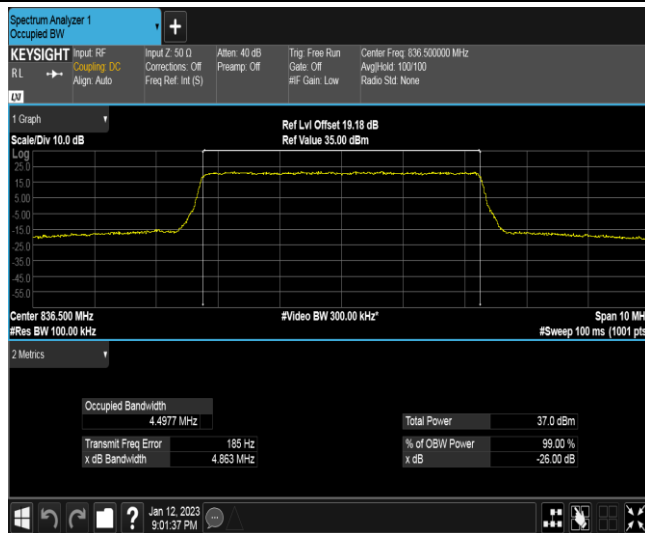 Spectrum Analyzer 1
Occupied BW
+
KEYSIGHT Input: RF Input Z: 50 Ω Atten: 40 dB Trig: Free Run Center Freq: 836.500000 MHz
RL Coupling: DC Corrections: Off Preamp: Off Gate: Off Avg|Hold: 100/100
Align: Auto Freq Ref: Int (S) #IF Gain: Low Radio Std: None
LXI
1 Graph
Ref Lvl Offset 19.18 dB
Scale/Div 10.0 dB Ref Value 35.00 dBm
Log
25.0
15.0
5.00
-5.00
-15.0
-25.0
-35.0
-45.0
-55.0
Center 836.500 MHz #Video BW 300.00 kHz* Span 10 MH
#Res BW 100.00 kHz #Sweep 100 ms (1001 pts
2 Metrics
Occupied Bandwidth
4.4977 MHz Total Power 37.0 dBm
Transmit Freq Error 185 Hz % of OBW Power 99.00 %
x dB Bandwidth 4.863 MHz x dB -26.00 dB
? Jan 12, 2023
9:01:37 PM